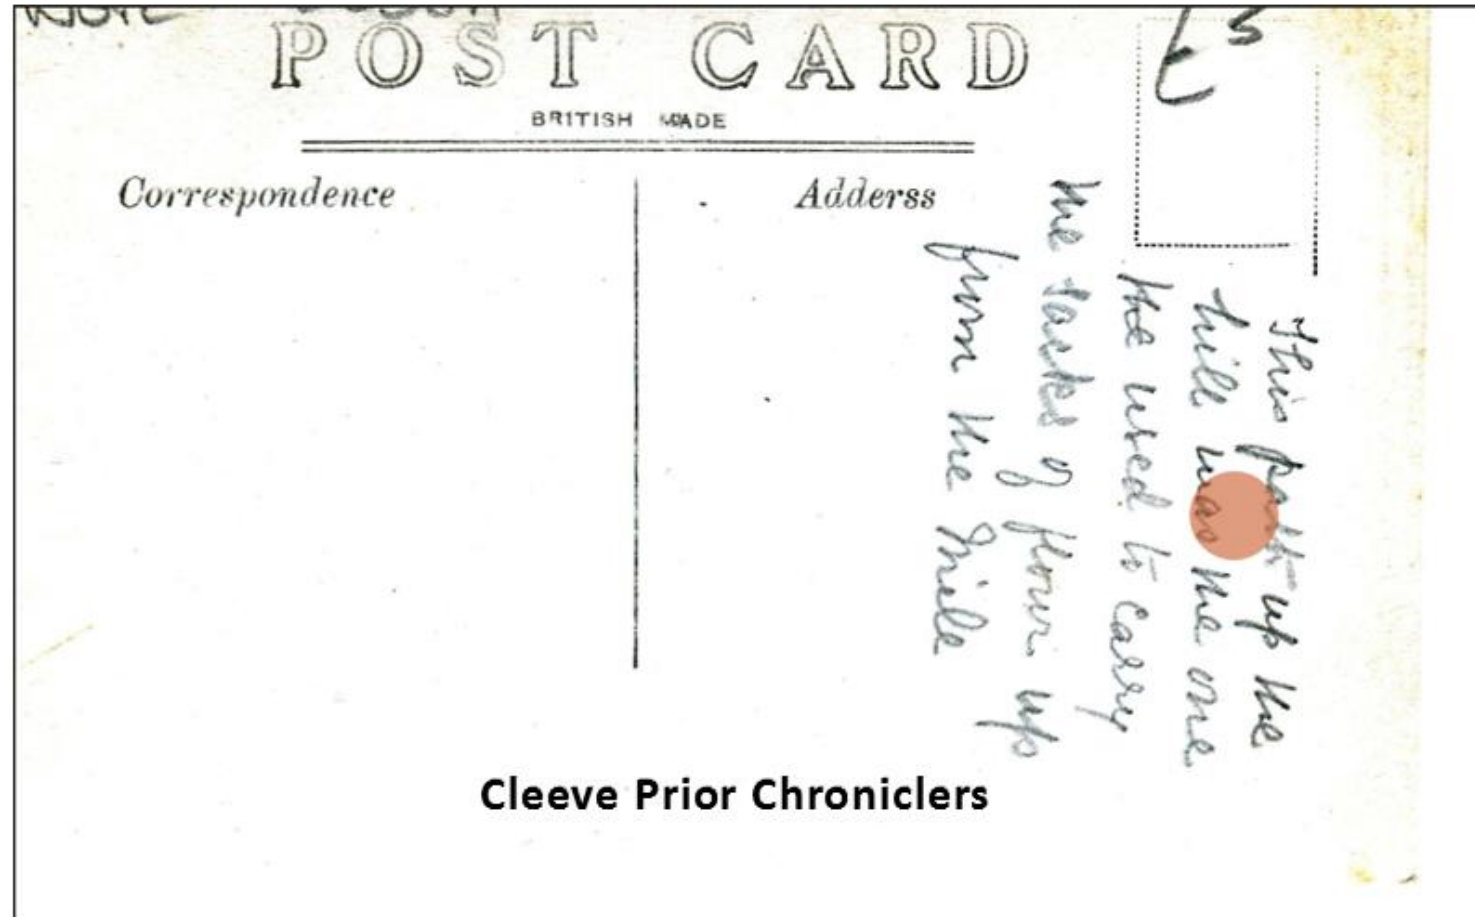 POST CARD
BRITISH MADE
Correspondence
Adderss
This path up the
hill was the one
the used to carry
the sacks of flour up
from the Mill
Cleeve Prior Chroniclers